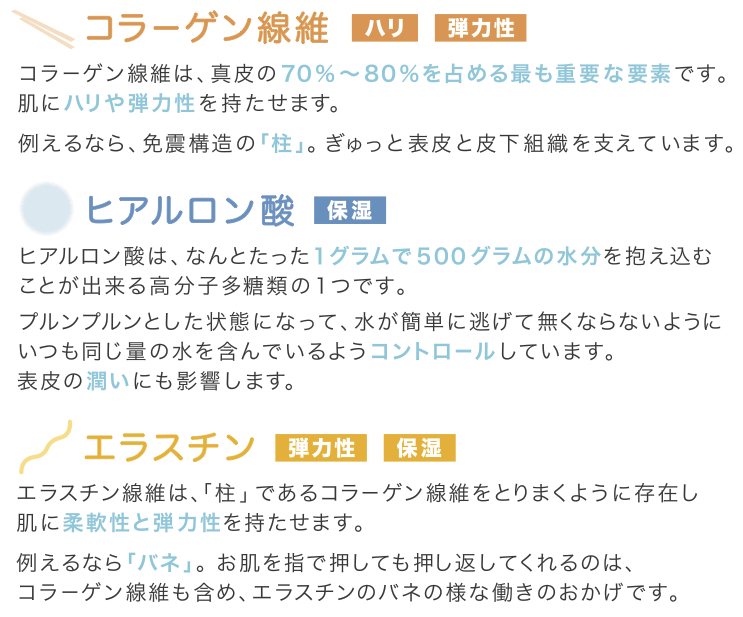 コラーゲン線維 ハリ 弾力性
コラーゲン線維は、真皮の70%〜80%を占める最も重要な要素です。
肌にハリや弾力性を持たせます。
例えるなら、免震構造の「柱」。ぎゅっと表皮と皮下組織を支えています。
ヒアルロン酸 保湿
ヒアルロン酸は、なんとたった1グラムで500グラムの水分を抱え込む
ことが出来る高分子多糖類の1つです。
プルンプルンとした状態になって、水が簡単に逃げて無くならないように
いつも同じ量の水を含んでいるようコントロールしています。
表皮の潤いにも影響します。
エラスチン 弾力性 保湿
エラスチン線維は、「柱」であるコラーゲン線維をとりまくように存在し
肌に柔軟性と弾力性を持たせます。
例えるなら「バネ」。お肌を指で押しても押し返してくれるのは、
コラーゲン線維も含め、エラスチンのバネの様な働きのおかげです。